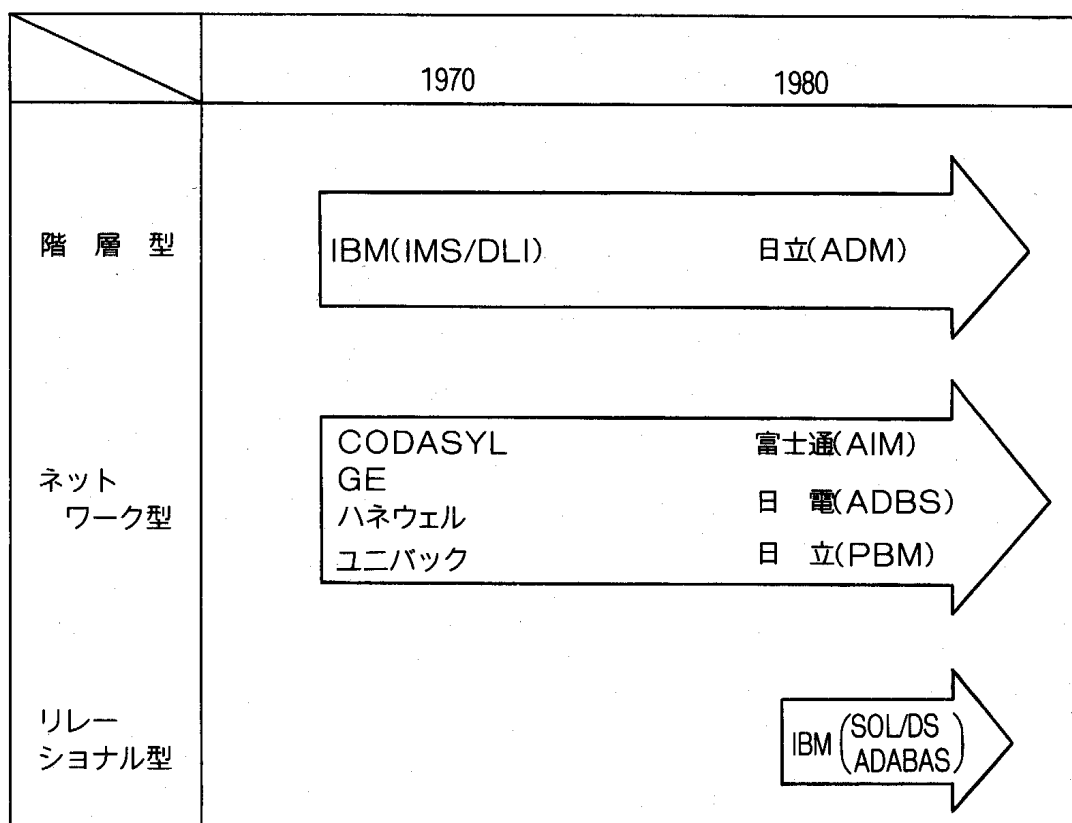 1970 1980
階層型 IBM(IMS/DLI) 日立(ADM)
ネット
ワーク型
CODASYL 富士通(AIM)
GE
日電(ADBS)
ハネウェル
ユニバック 日立(PBM)
リレー
ショナル型
IBM(SOL/DS
ADABAS)